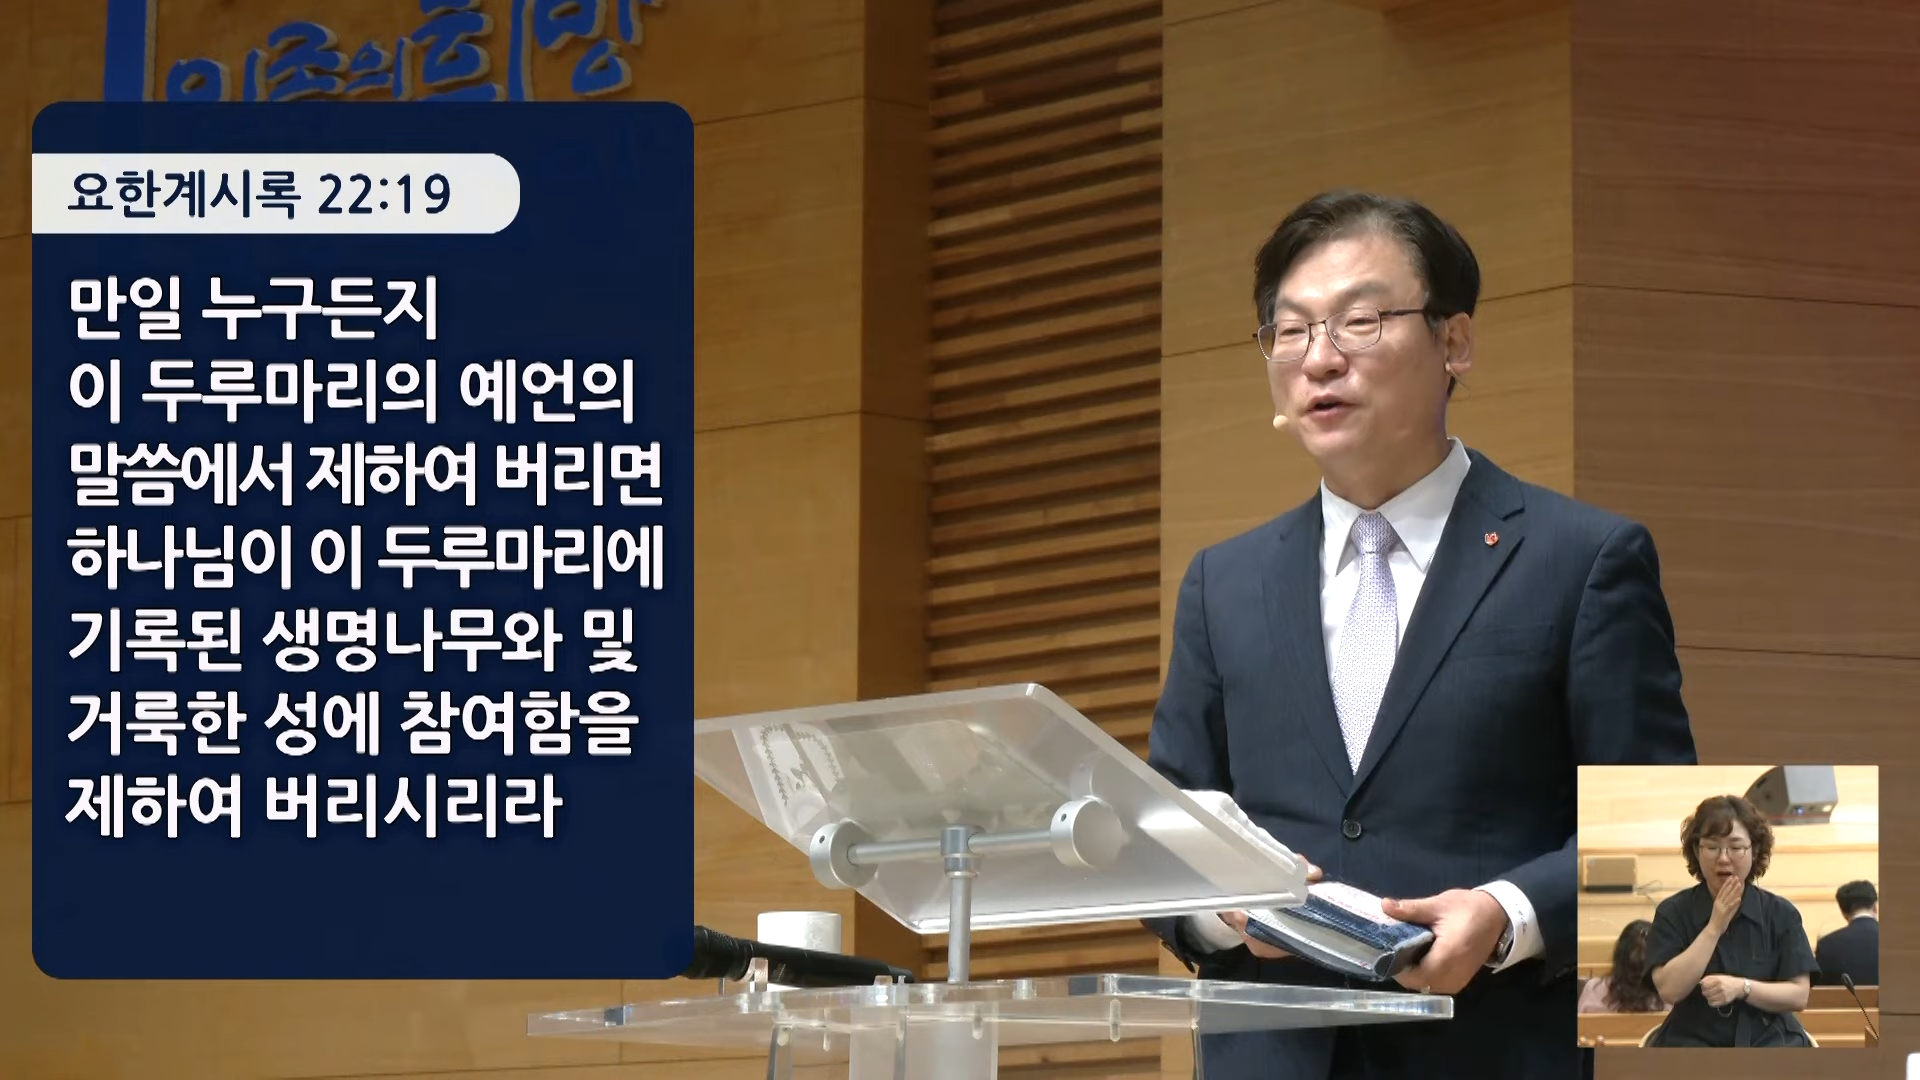 의 희망
요한계시록 22:19
만일 누구든지
이 두루마리의 예언의
말씀에서 제하여 버리면
하나님이 이 두루마리에
기록된 생명나무와 및
거룩한 성에 참여함을
제하여 버리시리라